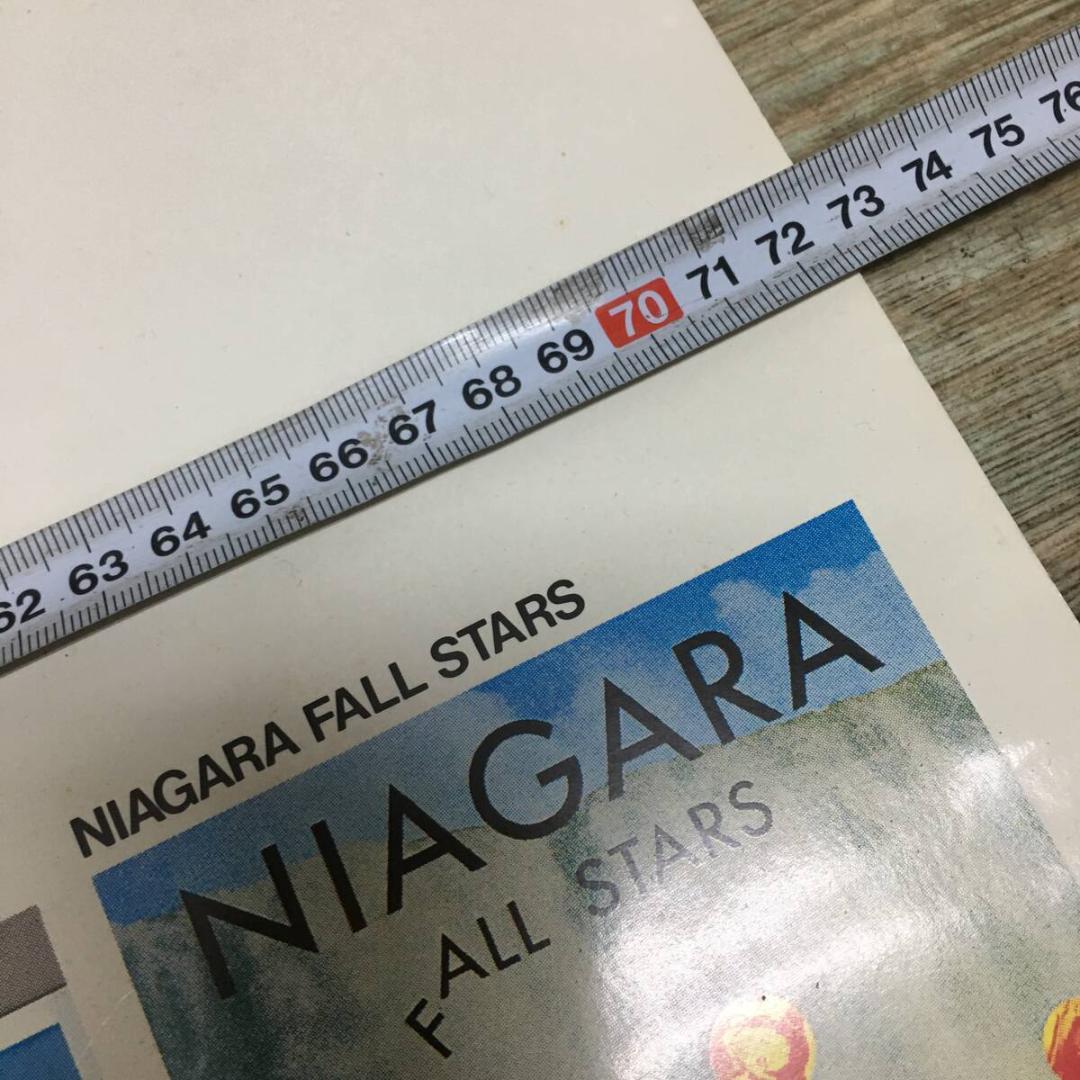 62 63 64 65 66 67 68 69 70 71 72 73 74 75 76
NIAGARA FALL STARS
NIAGARA
FALL STARS